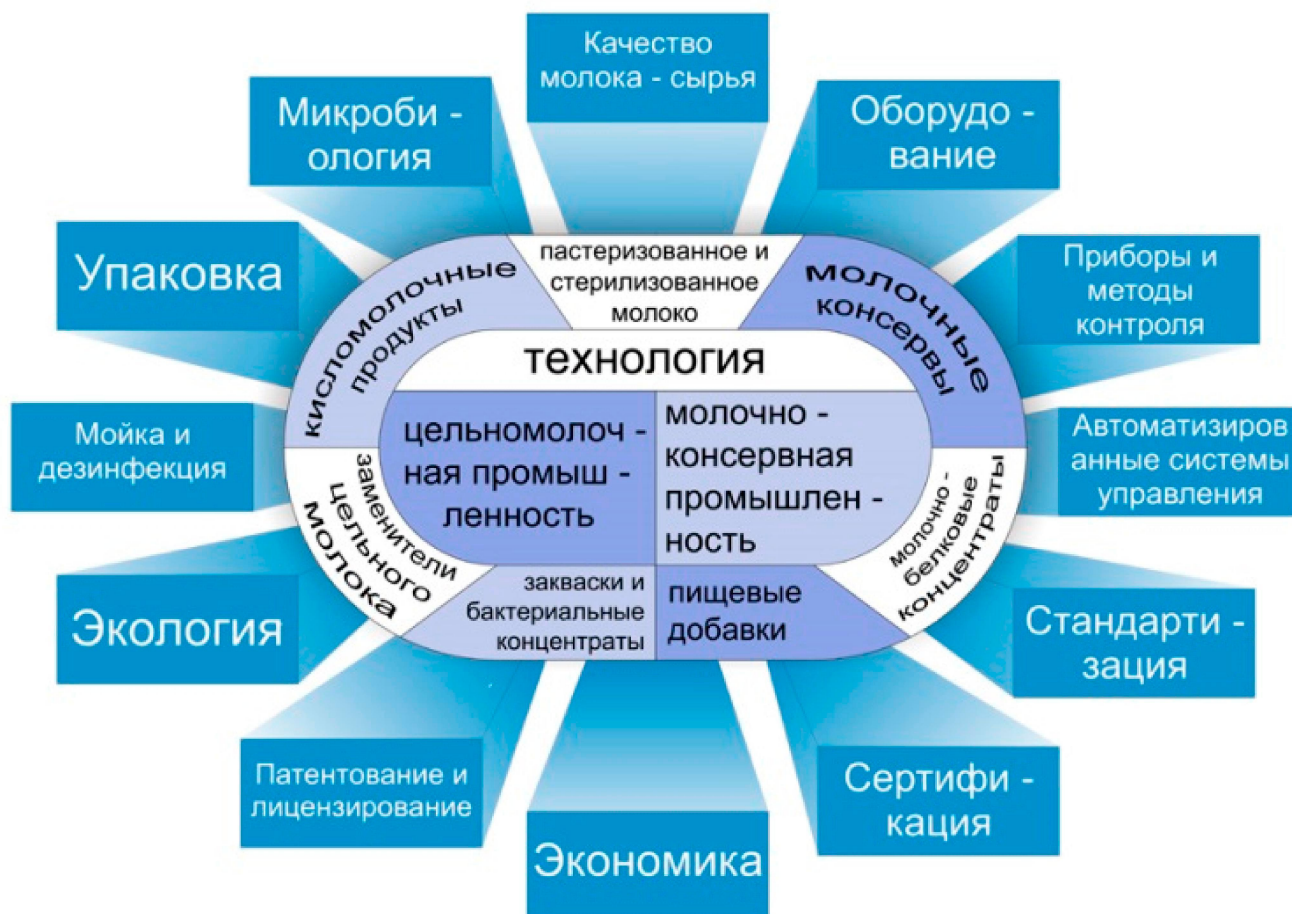 Качество
молока - сырья
Микроби -
ология
Оборудо -
вание
Упаковка
Приборы и
методы
контроля
Мойка и
дезинфекция
Автоматизиров
анные системы
управления
Экология
Стандарти -
зация
Патентование и
лицензирование
Экономика
Сертифи -
кация
кисломолочные
продукты
пастеризованное и
стерилизованное
молоко
молочные
консервы
технология
цельномолоч -
ная промыш -
ленность
молочно -
консервная
промышлен -
ность
заменители
цельного
молока
закваски и
бактериальные
концентраты
пищевые
добавки
молочно -
белковые
концентраты